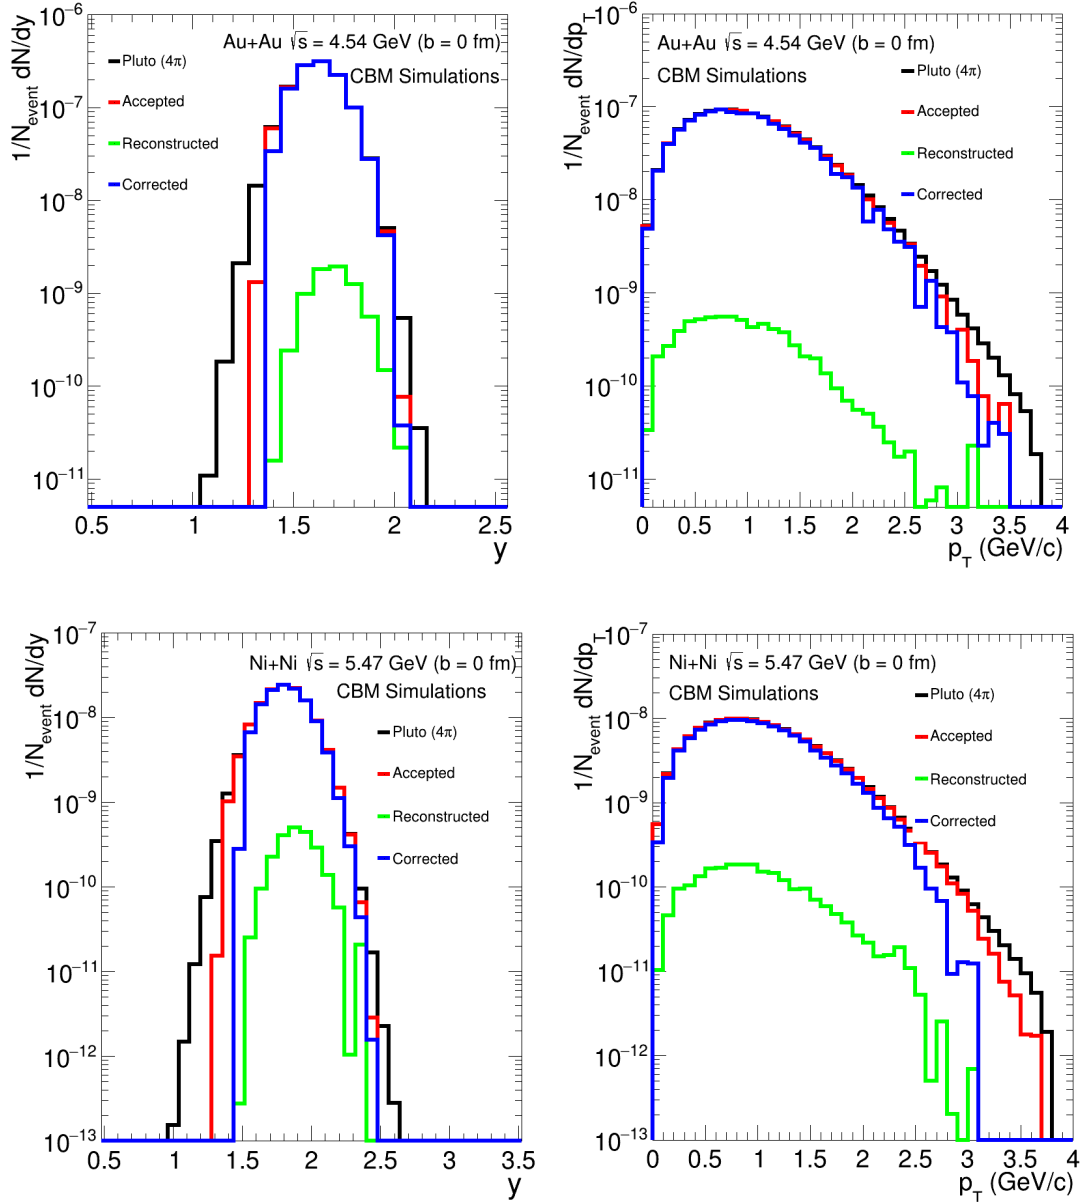 1/N_event dN/dy
10⁻⁶
10⁻⁷
10⁻⁸
10⁻⁹
10⁻¹⁰
10⁻¹¹
Au+Au √s = 4.54 GeV (b = 0 fm)
CBM Simulations
Pluto (4π)
Accepted
Reconstructed
Corrected
0.5 1 1.5 2 2.5
y
1/N_event dN/dp_T
10⁻⁶
10⁻⁷
10⁻⁸
10⁻⁹
10⁻¹⁰
10⁻¹¹
Au+Au √s = 4.54 GeV (b = 0 fm)
CBM Simulations
Pluto (4π)
Accepted
Reconstructed
Corrected
0 0.5 1 1.5 2 2.5 3 3.5 4
p_T (GeV/c)
1/N_event dN/dy
10⁻⁷
10⁻⁸
10⁻⁹
10⁻¹⁰
10⁻¹¹
10⁻¹²
10⁻¹³
Ni+Ni √s = 5.47 GeV (b = 0 fm)
CBM Simulations
Pluto (4π)
Accepted
Reconstructed
Corrected
0.5 1 1.5 2 2.5 3 3.5
y
1/N_event dN/dp_T
10⁻⁷
10⁻⁸
10⁻⁹
10⁻¹⁰
10⁻¹¹
10⁻¹²
10⁻¹³
Ni+Ni √s = 5.47 GeV (b = 0 fm)
CBM Simulations
Pluto (4π)
Accepted
Reconstructed
Corrected
0 0.5 1 1.5 2 2.5 3 3.5 4
p_T (GeV/c)